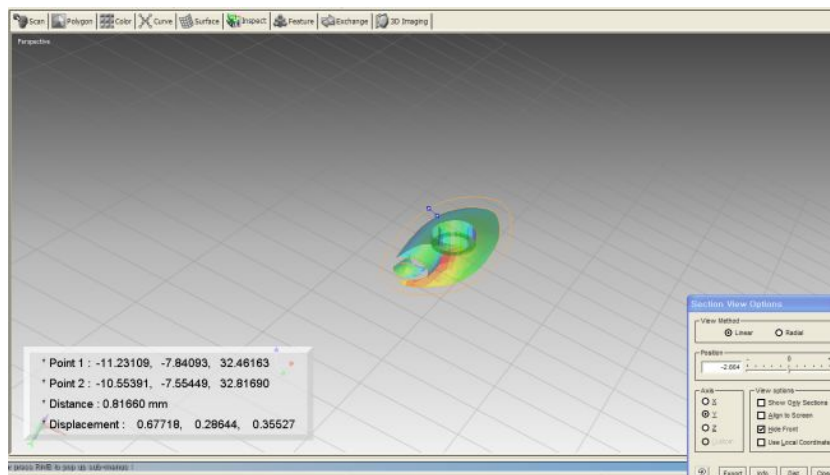 Scan Polygon Color Curve Surface Inspect Feature Exchange 3D Imaging
Perspective
* Point 1 : -11.23109, -7.84093, 32.46163
* Point 2 : -10.55391, -7.55449, 32.81690
* Distance : 0.81660 mm
* Displacement : 0.67718, 0.28644, 0.35527
Section View Options
View Method
Linear Radial
Position
- 0
-2.664
Axis
X
Y
Z
Custom
View options
Show Only Sections
Align to Screen
Hide Front
Use Local Coordinate
Export Info
press RMB to pop up sub-menus !